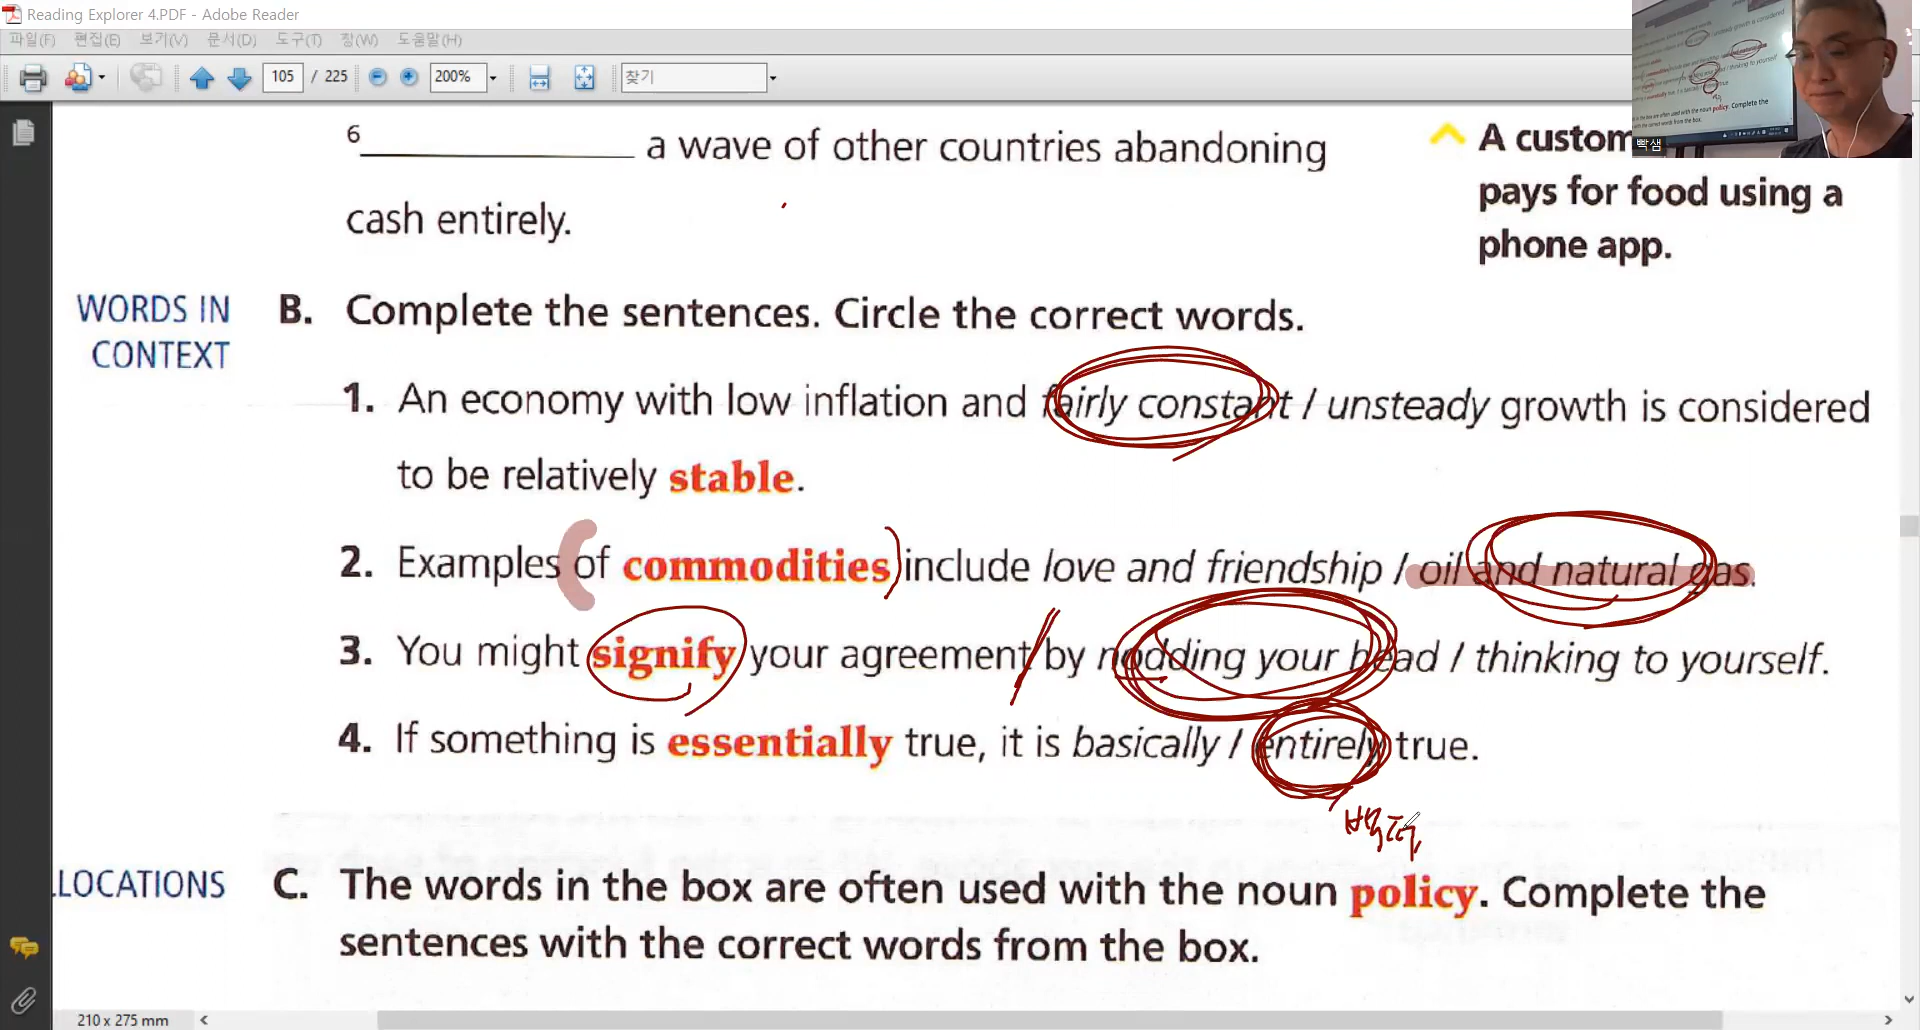 Reading Explorer 4.PDF - Adobe Reader
파일(F) 편집(E) 보기(V) 문서(D) 도구(T) 창(W) 도움말(H)
105 / 225 200% 찾기
빡샘
6 a wave of other countries abandoning
cash entirely.
A custom
pays for food using a
phone app.
WORDS IN
CONTEXT
B. Complete the sentences. Circle the correct words.
1. An economy with low inflation and fairly constant / unsteady growth is considered
to be relatively stable.
2. Examples of commodities include love and friendship / oil and natural gas.
3. You might signify your agreement by nodding your head / thinking to yourself.
4. If something is essentially true, it is basically / entirely true.
LLOCATIONS
C. The words in the box are often used with the noun policy. Complete the
sentences with the correct words from the box.
210 x 275 mm